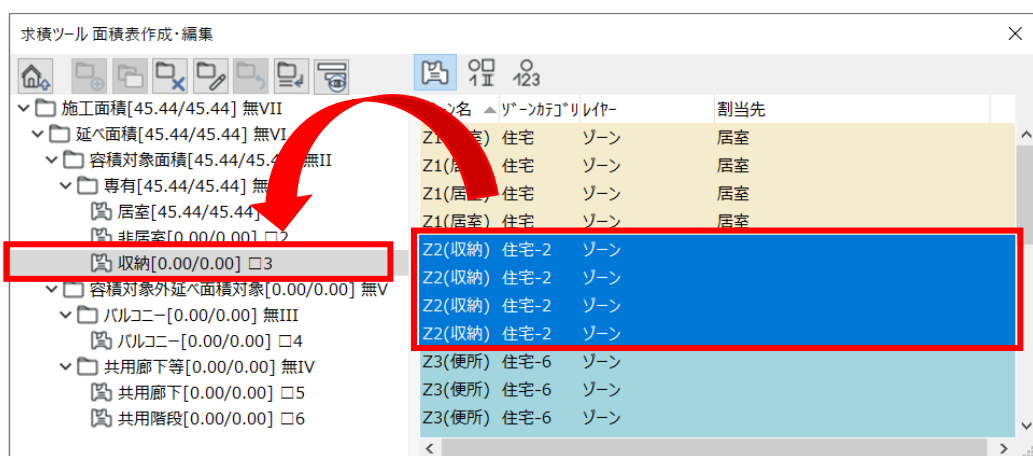 求積ツール 面積表作成・編集
施工面積[45.44/45.44] 無VII
延べ面積[45.44/45.44] 無VI
容積対象面積[45.44/45.4 無II
専有[45.44/45.44] 無
居室[45.44/45.44]
非居室[0.00/0.00] □2
収納[0.00/0.00] □3
容積対象外延べ面積対象[0.00/0.00] 無V
バルコニー[0.00/0.00] 無III
バルコニー[0.00/0.00] □4
共用廊下等[0.00/0.00] 無IV
共用廊下[0.00/0.00] □5
共用階段[0.00/0.00] □6
ン名 ゾーンカテゴリ レイヤー 割当先
Z1 室) 住宅 ゾーン 居室
Z1(居 住宅 ゾーン 居室
Z1(居 住宅 ゾーン 居室
Z1(居室) 住宅 ゾーン 居室
Z2(収納) 住宅-2 ゾーン
Z2(収納) 住宅-2 ゾーン
Z2(収納) 住宅-2 ゾーン
Z2(収納) 住宅-2 ゾーン
Z3(便所) 住宅-6 ゾーン
Z3(便所) 住宅-6 ゾーン
Z3(便所) 住宅-6 ゾーン